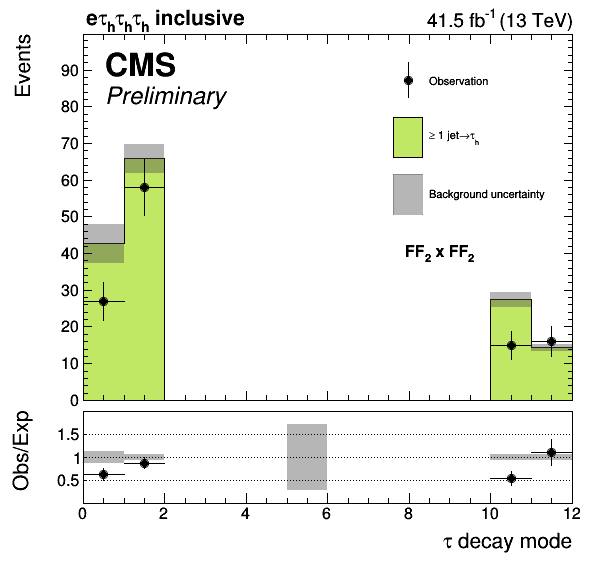 eτₕτₕτₕ inclusive
41.5 fb⁻¹ (13 TeV)
Events
CMS
Preliminary
Observation
≥ 1 jet→τₕ
Background uncertainty
FF₂ x FF₂
90
80
70
60
50
40
30
20
10
0
Obs/Exp
1.5
1
0.5
0 2 4 6 8 10 12
τ decay mode